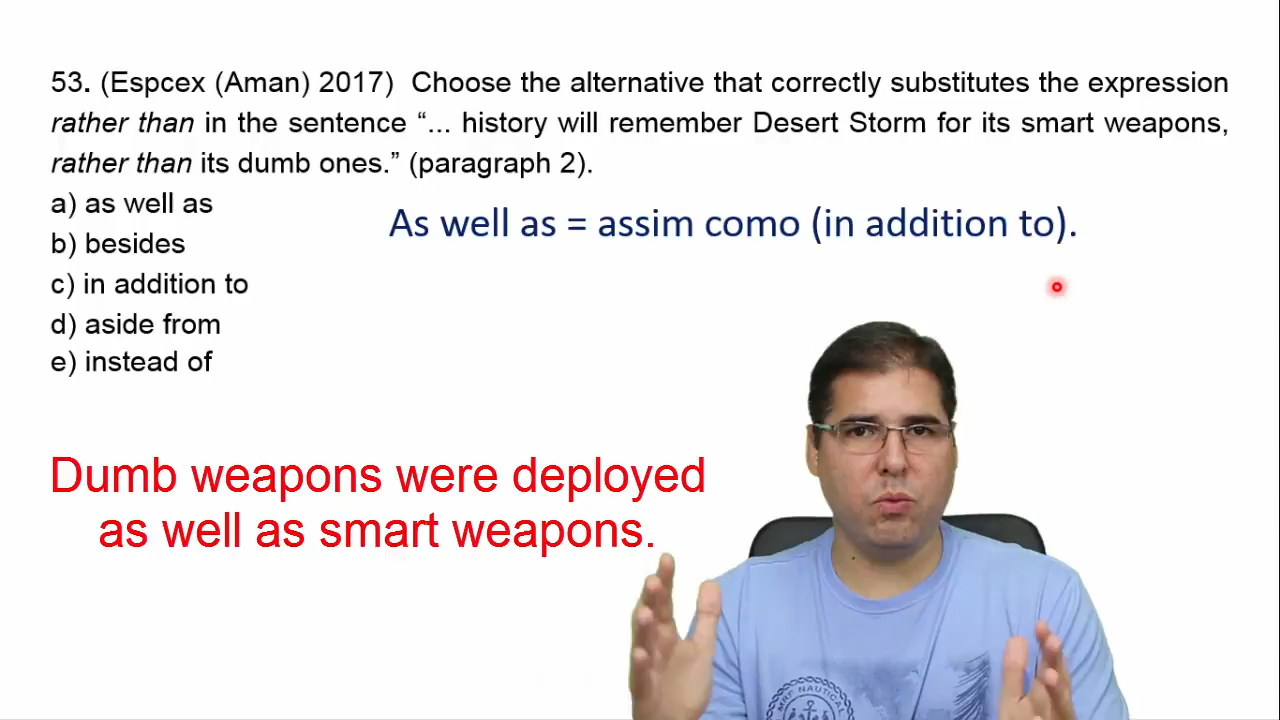 53. (Espcex (Aman) 2017) Choose the alternative that correctly substitutes the expression
rather than in the sentence “... history will remember Desert Storm for its smart weapons,
rather than its dumb ones.” (paragraph 2).
a) as well as
As well as = assim como (in addition to).
b) besides
c) in addition to
d) aside from
e) instead of
Dumb weapons were deployed
as well as smart weapons.
MRP NAUTICAL